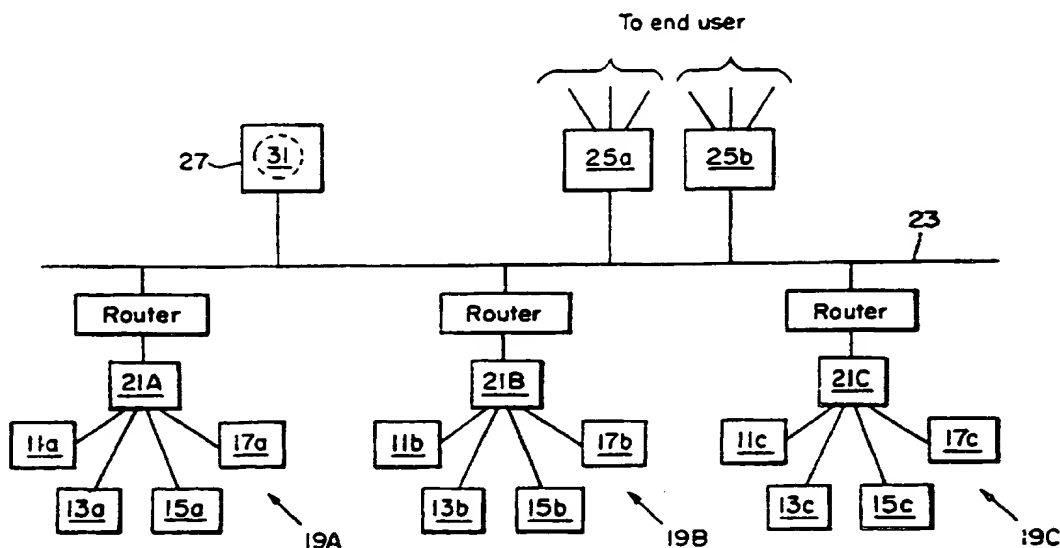 To end user
27
31
25a
25b
23
Router
Router
Router
21A
21B
21C
11a
17a
11b
17b
11c
17c
13a
15a
13b
15b
13c
15c
19A
19B
19C